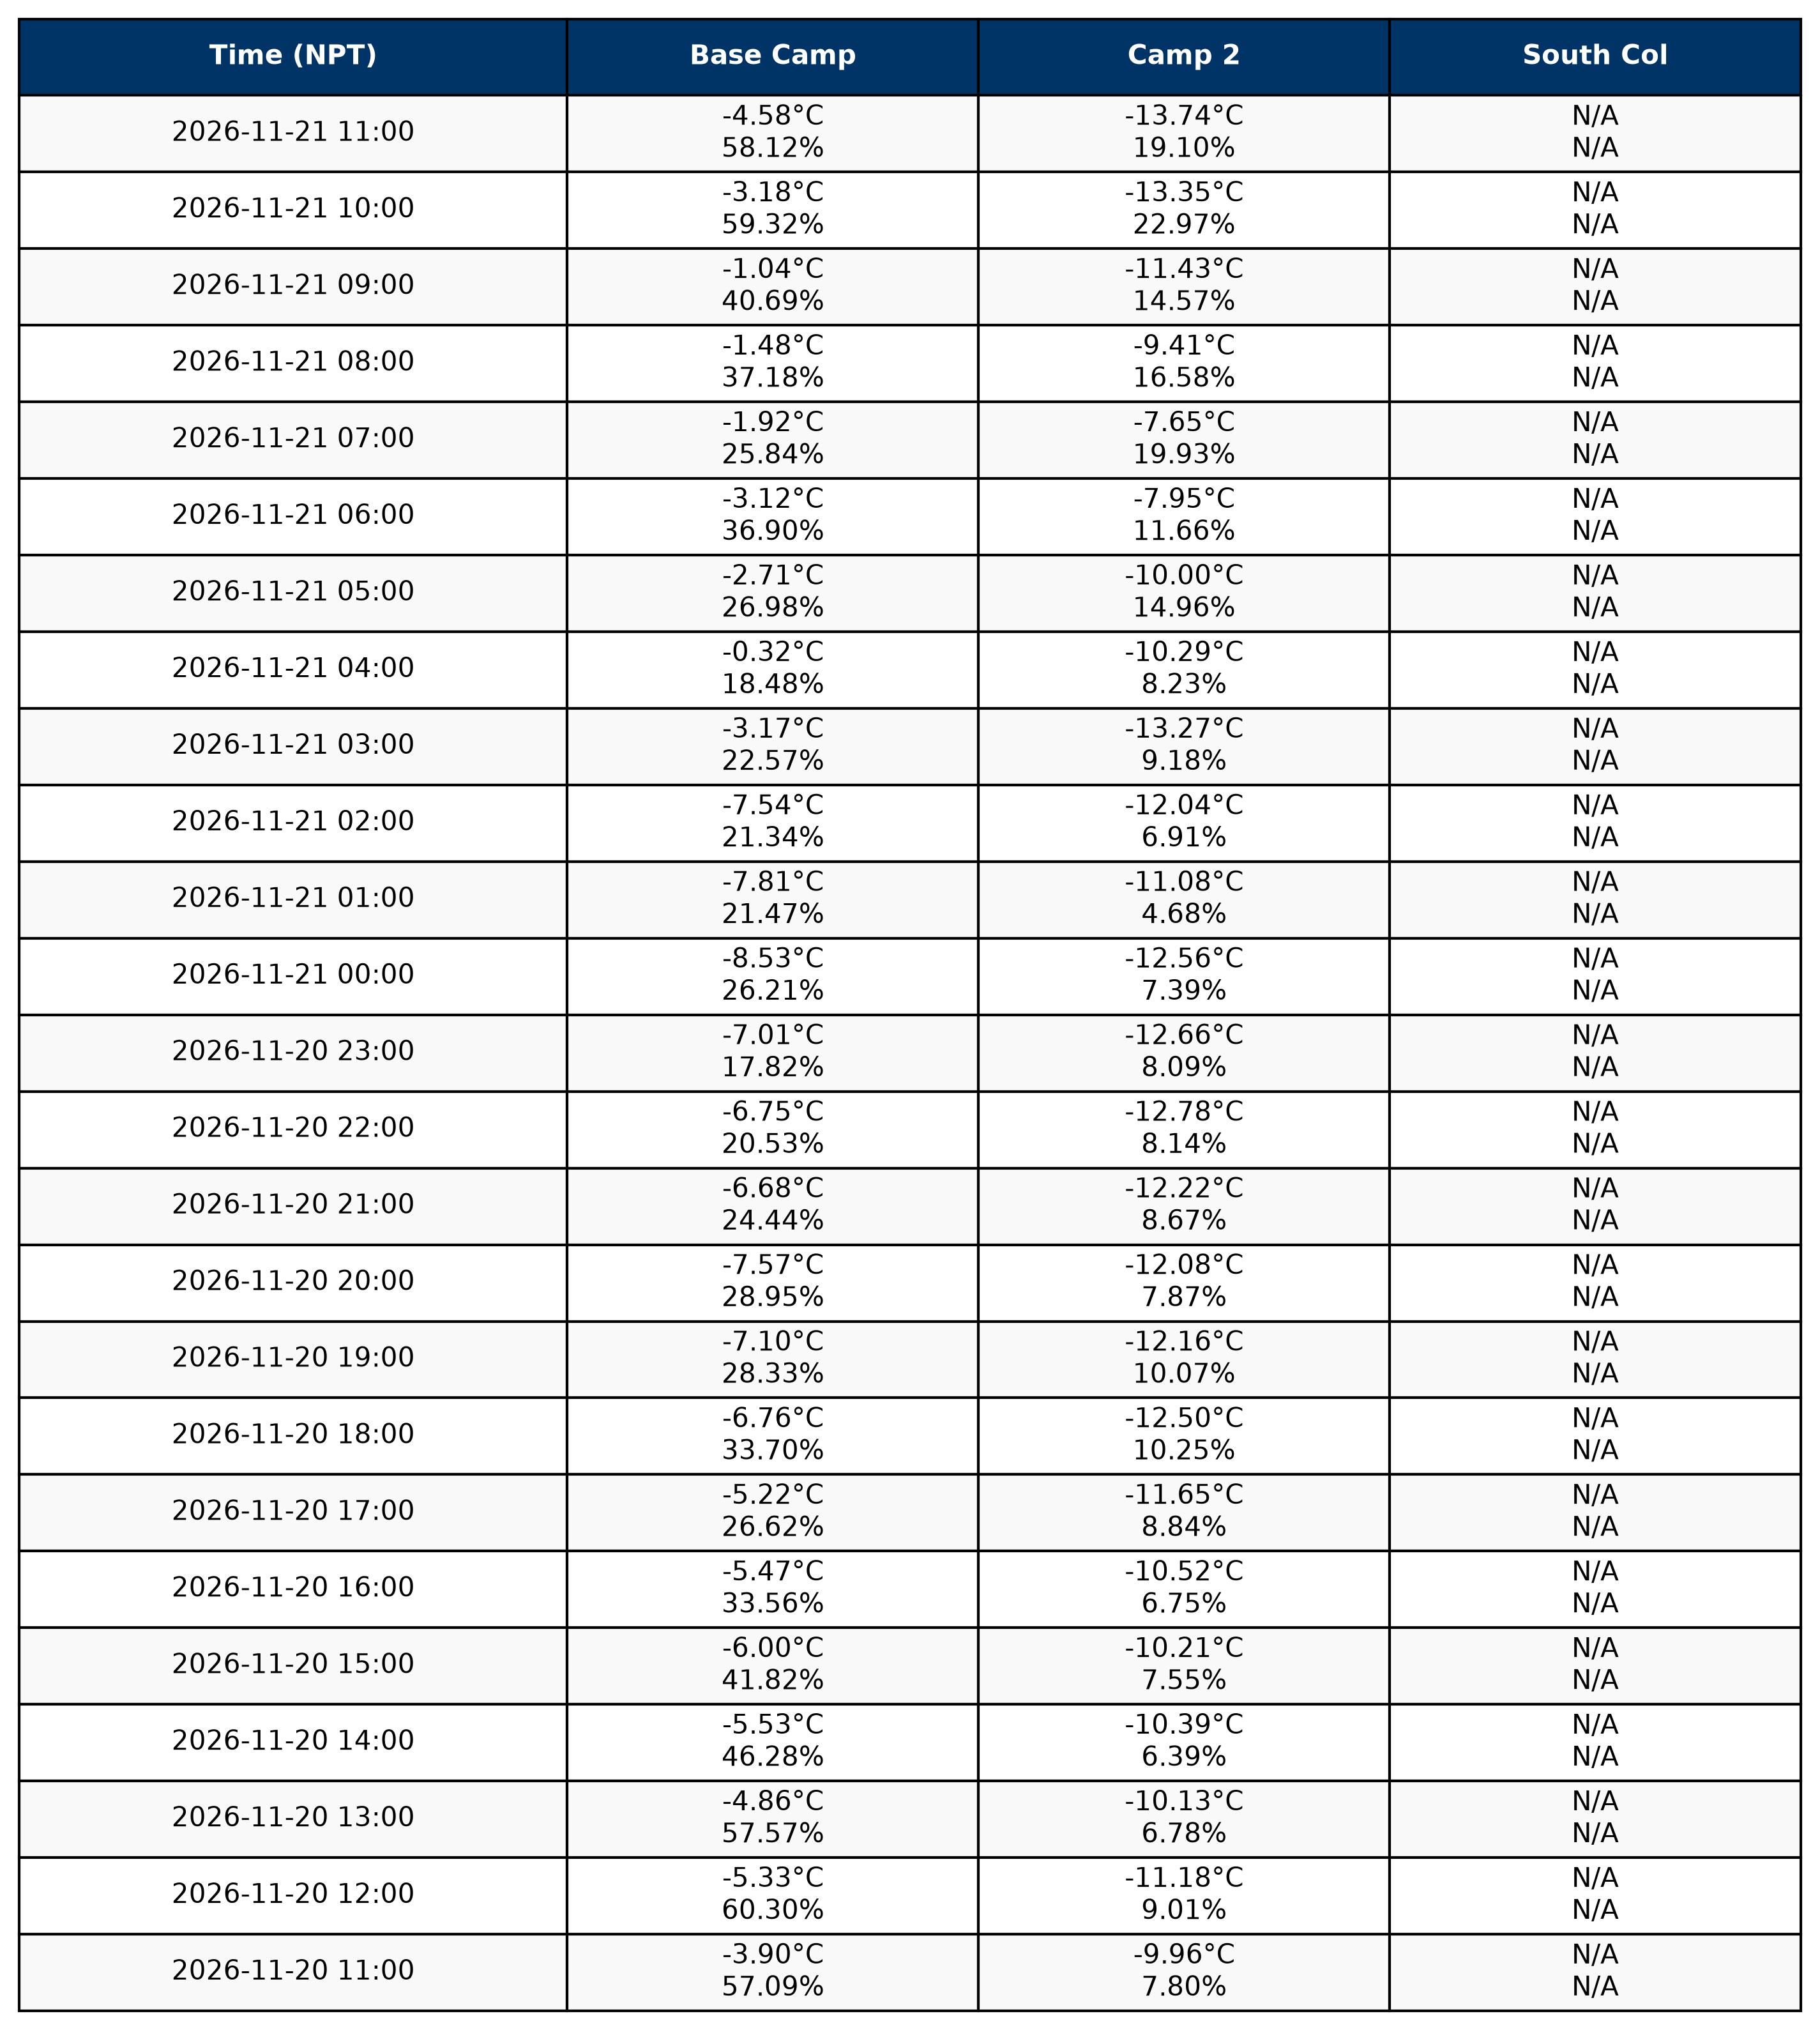 Time (NPT) Base Camp Camp 2 South Col
2026-11-21 11:00 -4.58°C -13.74°C N/A
58.12% 19.10% N/A
2026-11-21 10:00 -3.18°C -13.35°C N/A
59.32% 22.97% N/A
2026-11-21 09:00 -1.04°C -11.43°C N/A
40.69% 14.57% N/A
2026-11-21 08:00 -1.48°C -9.41°C N/A
37.18% 16.58% N/A
2026-11-21 07:00 -1.92°C -7.65°C N/A
25.84% 19.93% N/A
2026-11-21 06:00 -3.12°C -7.95°C N/A
36.90% 11.66% N/A
2026-11-21 05:00 -2.71°C -10.00°C N/A
26.98% 14.96% N/A
2026-11-21 04:00 -0.32°C -10.29°C N/A
18.48% 8.23% N/A
2026-11-21 03:00 -3.17°C -13.27°C N/A
22.57% 9.18% N/A
2026-11-21 02:00 -7.54°C -12.04°C N/A
21.34% 6.91% N/A
2026-11-21 01:00 -7.81°C -11.08°C N/A
21.47% 4.68% N/A
2026-11-21 00:00 -8.53°C -12.56°C N/A
26.21% 7.39% N/A
2026-11-20 23:00 -7.01°C -12.66°C N/A
17.82% 8.09% N/A
2026-11-20 22:00 -6.75°C -12.78°C N/A
20.53% 8.14% N/A
2026-11-20 21:00 -6.68°C -12.22°C N/A
24.44% 8.67% N/A
2026-11-20 20:00 -7.57°C -12.08°C N/A
28.95% 7.87% N/A
2026-11-20 19:00 -7.10°C -12.16°C N/A
28.33% 10.07% N/A
2026-11-20 18:00 -6.76°C -12.50°C N/A
33.70% 10.25% N/A
2026-11-20 17:00 -5.22°C -11.65°C N/A
26.62% 8.84% N/A
2026-11-20 16:00 -5.47°C -10.52°C N/A
33.56% 6.75% N/A
2026-11-20 15:00 -6.00°C -10.21°C N/A
41.82% 7.55% N/A
2026-11-20 14:00 -5.53°C -10.39°C N/A
46.28% 6.39% N/A
2026-11-20 13:00 -4.86°C -10.13°C N/A
57.57% 6.78% N/A
2026-11-20 12:00 -5.33°C -11.18°C N/A
60.30% 9.01% N/A
2026-11-20 11:00 -3.90°C -9.96°C N/A
57.09% 7.80% N/A